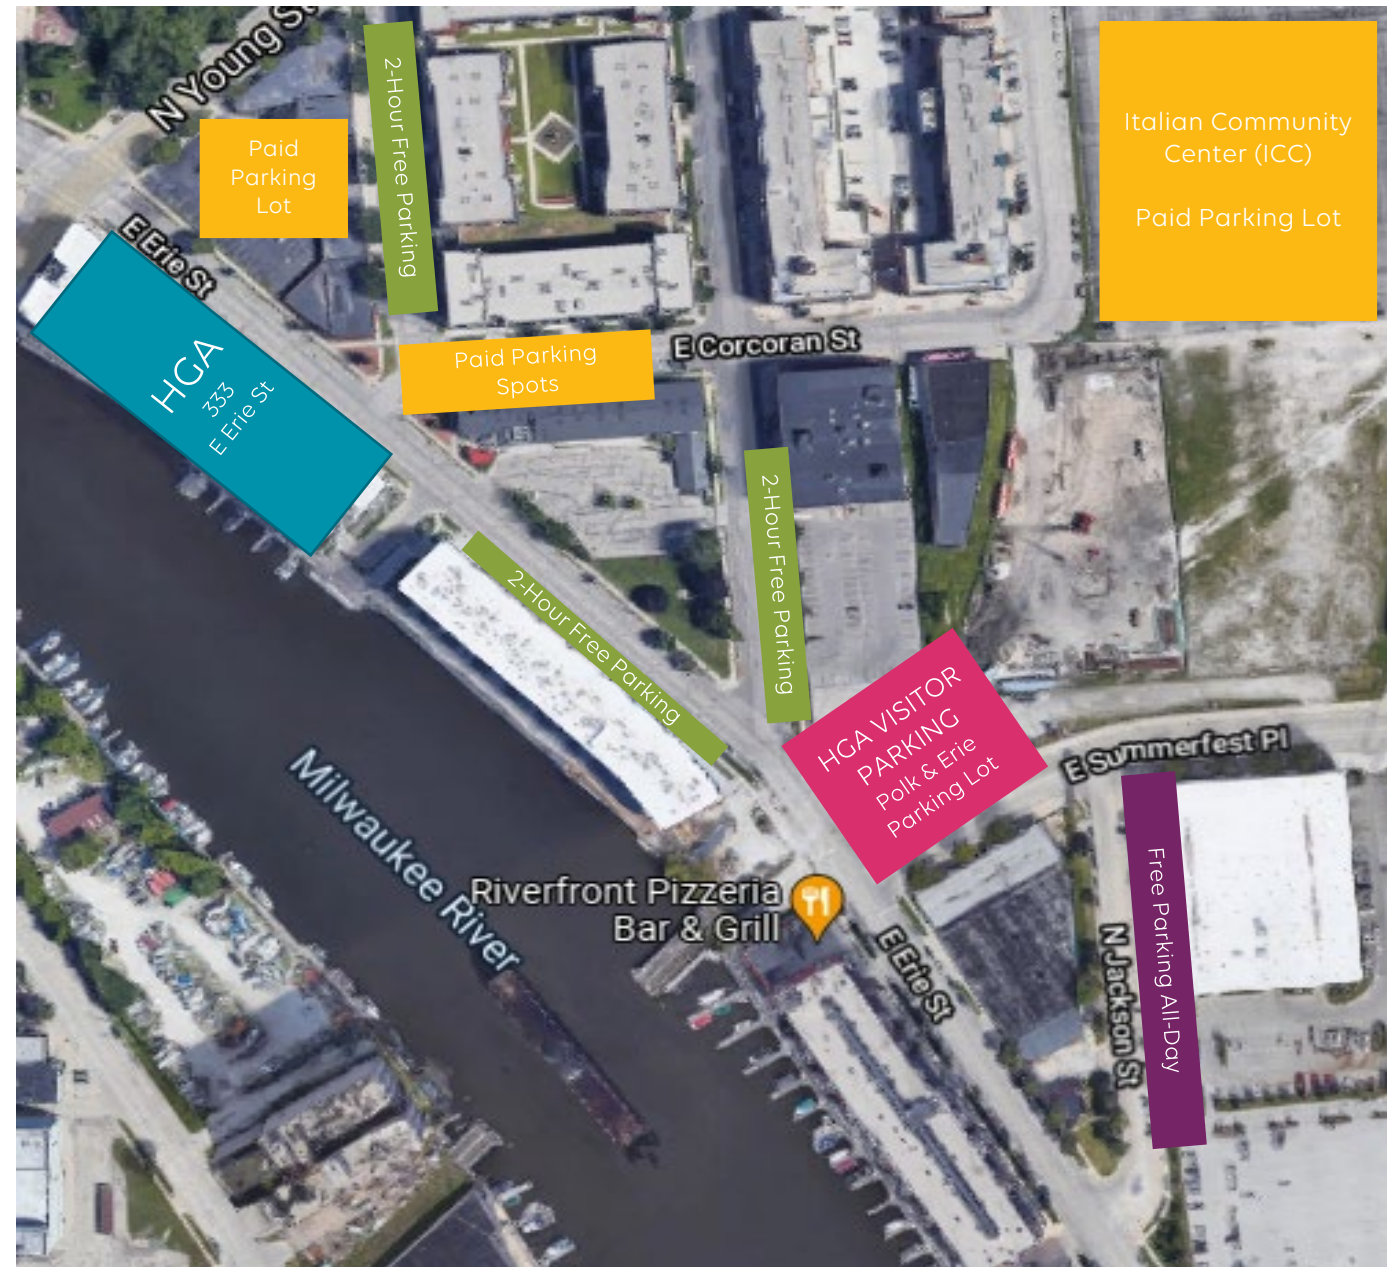 N Young St
2-Hour Free Parking
Paid
Parking
Lot
Italian Community
Center (ICC)
Paid Parking Lot
E Erie St
HGA
333
E Erie St
Paid Parking
Spots
E Corcoran St
2-Hour Free Parking
2-Hour Free Parking
HGA VISITOR
PARKING
Polk & Erie
Parking Lot
E Summerfest Pl
Milwaukee River
Riverfront Pizzeria
Bar & Grill
E Erie St
N Jackson St
Free Parking All-Day